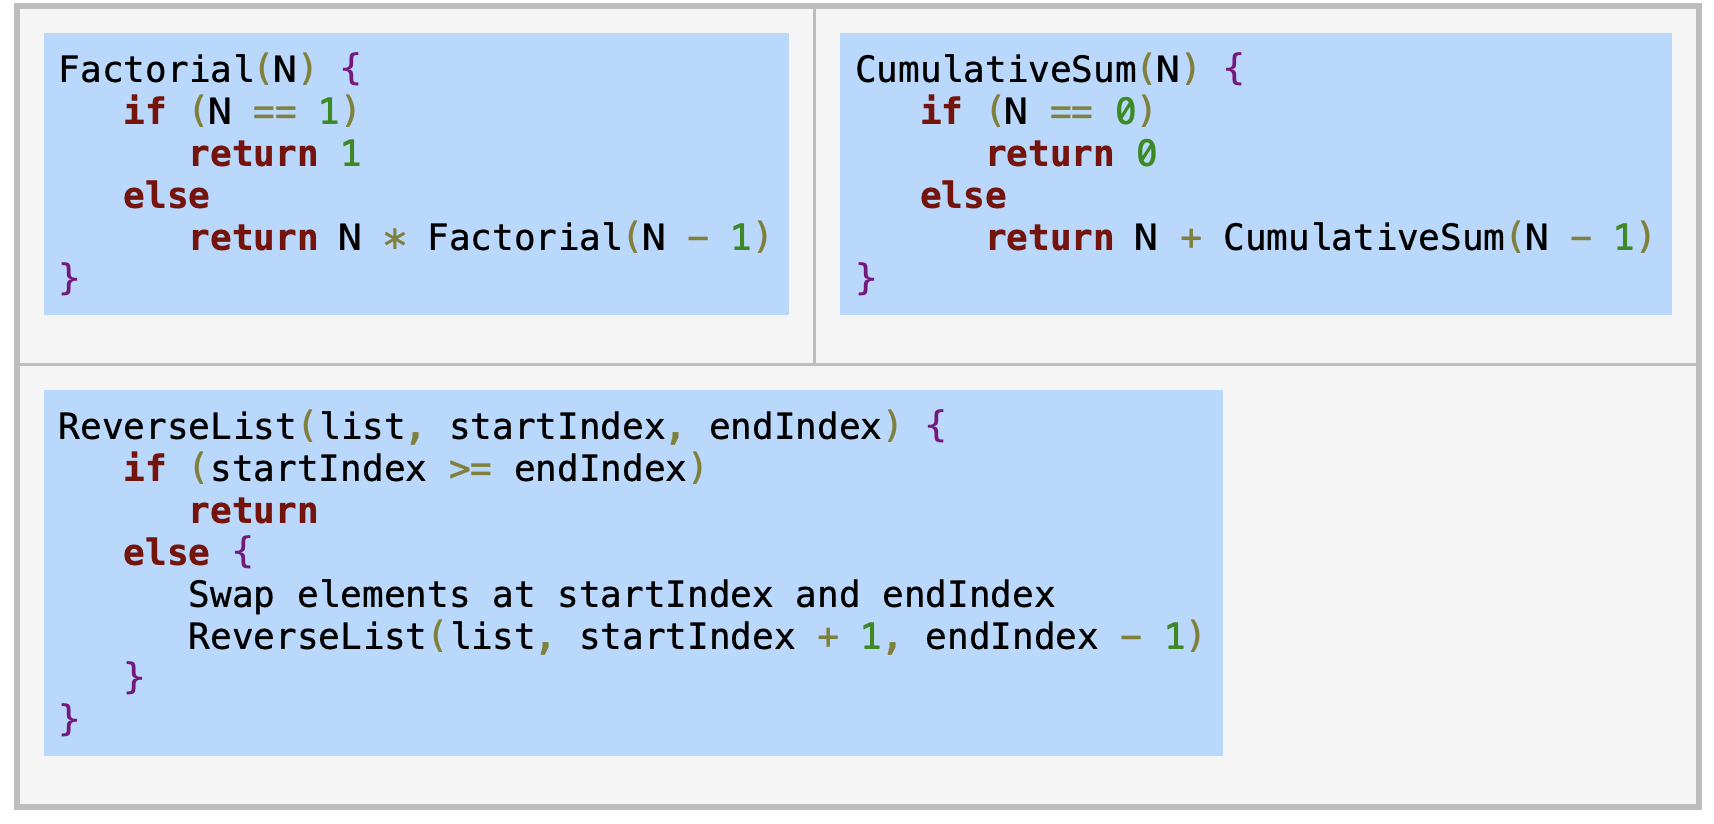 Factorial(N) {
   if (N == 1)
      return 1
   else
      return N * Factorial(N - 1)
}
CumulativeSum(N) {
   if (N == 0)
      return 0
   else
      return N + CumulativeSum(N - 1)
}
ReverseList(list, startIndex, endIndex) {
   if (startIndex >= endIndex)
      return
   else {
      Swap elements at startIndex and endIndex
      ReverseList(list, startIndex + 1, endIndex - 1)
   }
}